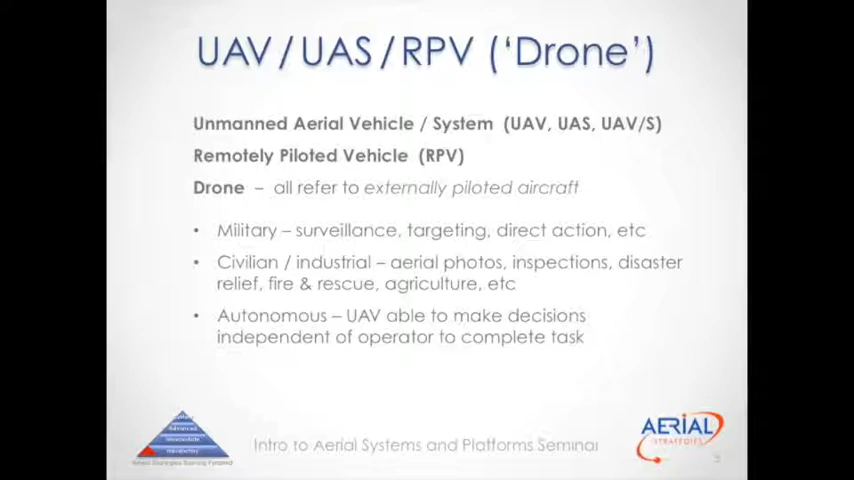 UAV / UAS / RPV (‘Drone’)
Unmanned Aerial Vehicle / System (UAV, UAS, UAV/S)
Remotely Piloted Vehicle (RPV)
Drone – all refer to externally piloted aircraft
• Military – surveillance, targeting, direct action, etc
• Civilian / industrial – aerial photos, inspections, disaster
relief, fire & rescue, agriculture, etc
• Autonomous – UAV able to make decisions
independent of operator to complete task
Advanced
Intermediate
Introductory
Intro to Aerial Systems and Platforms Seminar
AERIAL
STRATEGIES